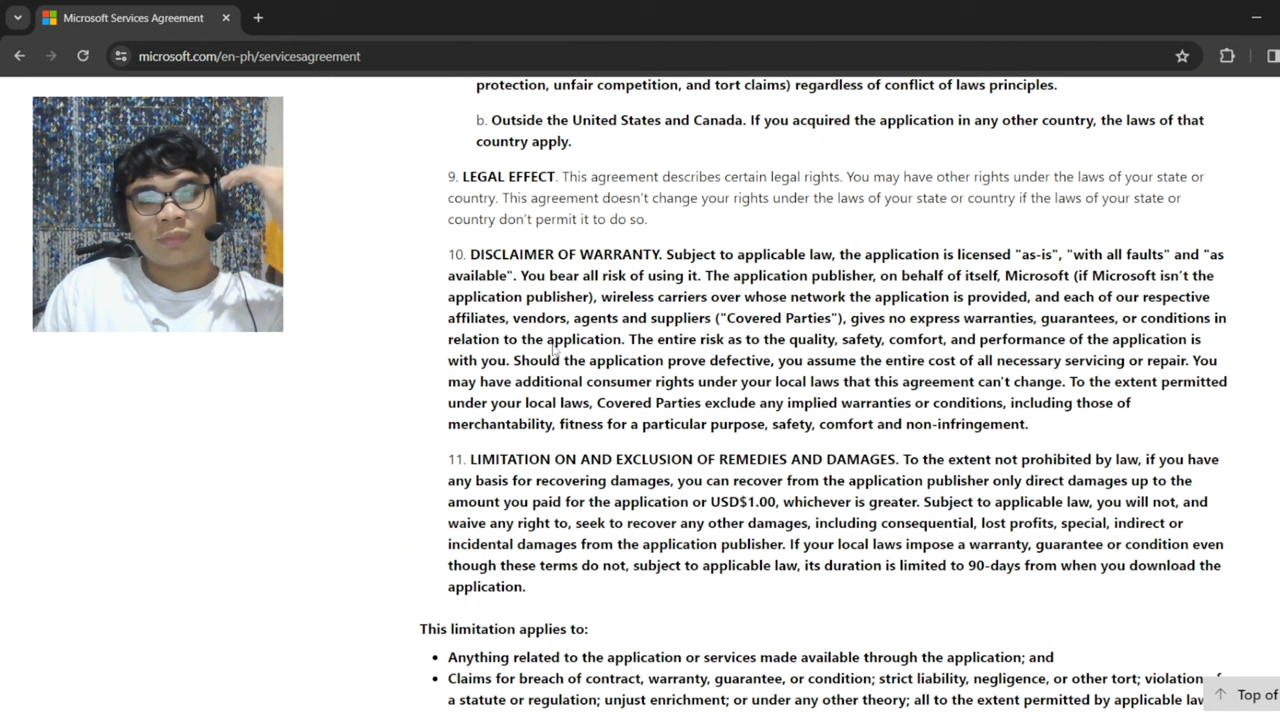 Microsoft Services Agreement
microsoft.com/en-ph/servicesagreement
protection, unfair competition, and tort claims) regardless of conflict of laws principles.
b. Outside the United States and Canada. If you acquired the application in any other country, the laws of that
country apply.
9. LEGAL EFFECT. This agreement describes certain legal rights. You may have other rights under the laws of your state or
country. This agreement doesn't change your rights under the laws of your state or country if the laws of your state or
country don't permit it to do so.
10. DISCLAIMER OF WARRANTY. Subject to applicable law, the application is licensed "as-is", "with all faults" and "as
available". You bear all risk of using it. The application publisher, on behalf of itself, Microsoft (if Microsoft isn't the
application publisher), wireless carriers over whose network the application is provided, and each of our respective
affiliates, vendors, agents and suppliers ("Covered Parties"), gives no express warranties, guarantees, or conditions in
relation to the application. The entire risk as to the quality, safety, comfort, and performance of the application is
with you. Should the application prove defective, you assume the entire cost of all necessary servicing or repair. You
may have additional consumer rights under your local laws that this agreement can't change. To the extent permitted
under your local laws, Covered Parties exclude any implied warranties or conditions, including those of
merchantability, fitness for a particular purpose, safety, comfort and non-infringement.
11. LIMITATION ON AND EXCLUSION OF REMEDIES AND DAMAGES. To the extent not prohibited by law, if you have
any basis for recovering damages, you can recover from the application publisher only direct damages up to the
amount you paid for the application or USD$1.00, whichever is greater. Subject to applicable law, you will not, and
waive any right to, seek to recover any other damages, including consequential, lost profits, special, indirect or
incidental damages from the application publisher. If your local laws impose a warranty, guarantee or condition even
though these terms do not, subject to applicable law, its duration is limited to 90-days from when you download the
application.
This limitation applies to:
• Anything related to the application or services made available through the application; and
• Claims for breach of contract, warranty, guarantee, or condition; strict liability, negligence, or other tort; violation
a statute or regulation; unjust enrichment; or under any other theory; all to the extent permitted by applicable
Top of